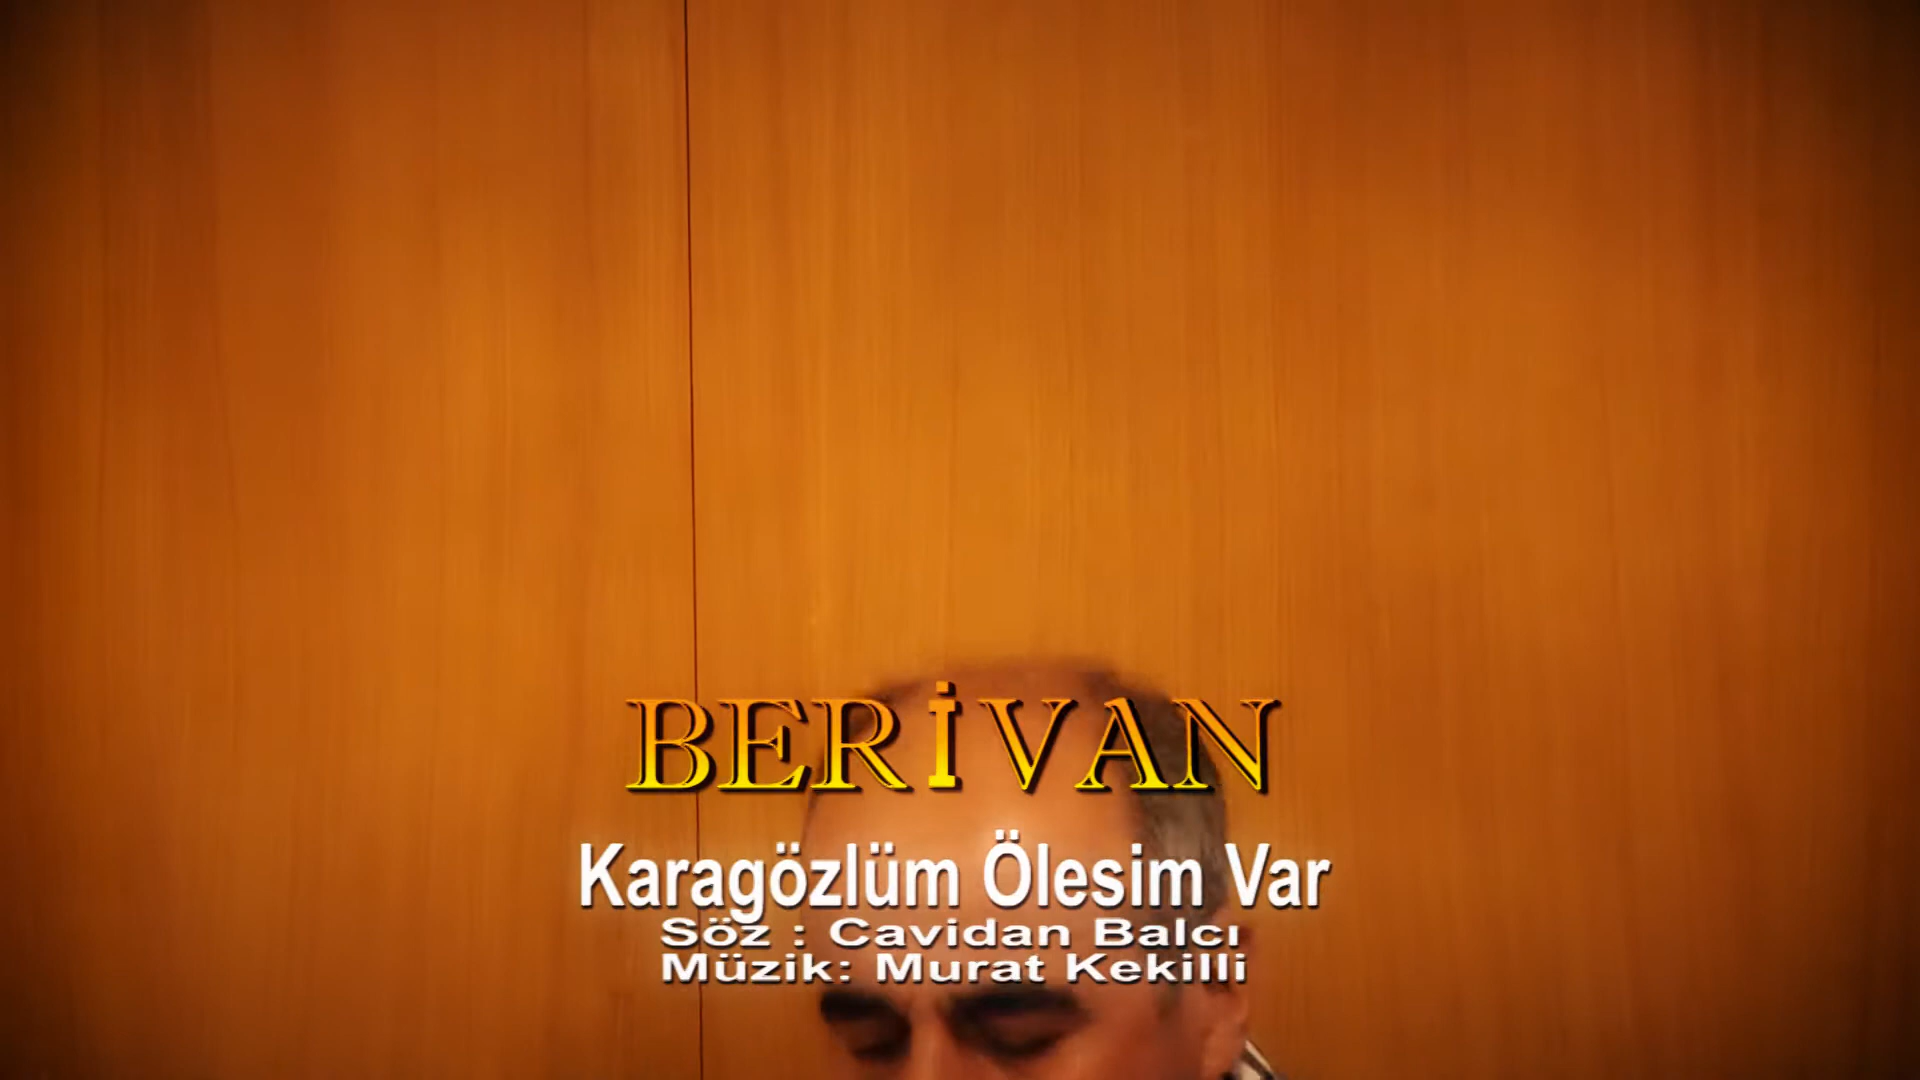 BERİVAN
Karagözlüm Ölesim Var
Söz : Cavidan Balcı
Müzik: Murat Kekilli